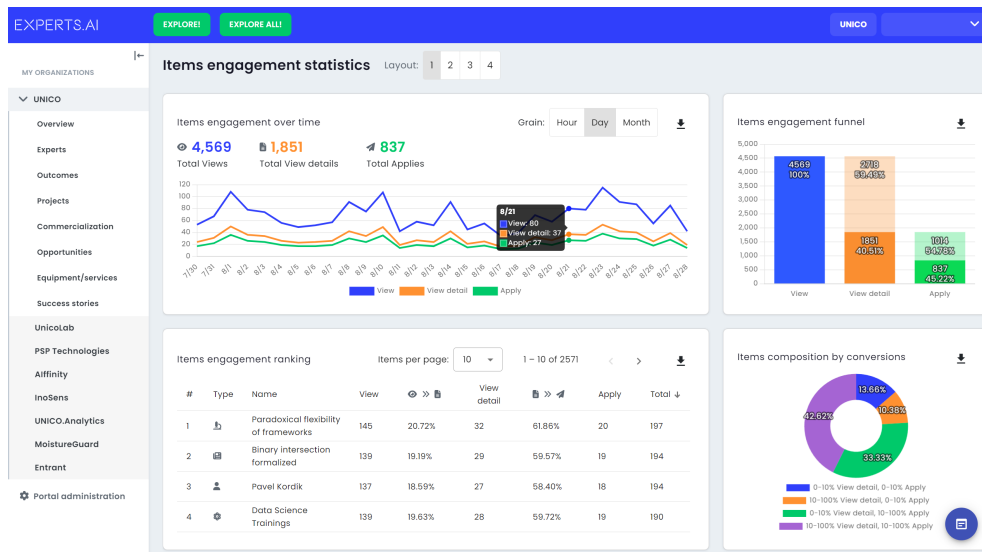 EXPERTS.AI
EXPLORE!
EXPLORE ALL!
UNICO
MY ORGANIZATIONS
UNICO
Overview
Experts
Outcomes
Projects
Commercialization
Opportunities
Equipment/services
Success stories
UnicoLab
PSP Technologies
AIffinity
InoSens
UNICO.Analytics
MoistureGuard
Entrant
Portal administration
Items engagement statistics Layout: 1 2 3 4
Items engagement over time Grain: Hour Day Month
4,569 1,851 837
Total Views Total View details Total Applies
120
100
80
60
40
20
0
8/21
View: 80
View detail: 37
Apply: 27
7/30 7/31 8/1 8/2 8/3 8/4 8/5 8/6 8/7 8/8 8/9 8/10 8/11 8/12 8/13 8/14 8/15 8/16 8/17 8/18 8/19 8/20 8/21 8/22 8/23 8/24 8/25 8/26 8/27 8/28
View View detail Apply
Items engagement funnel
5,000
4,500
4,000
3,500
3,000
2,500
2,000
1,500
1,000
500
0
4569
100%
2718
59.49%
1851
40.51%
1014
54.78%
837
45.22%
View View detail Apply
Items engagement ranking Items per page: 10 1 – 10 of 2571
# Type Name View View detail Apply Total
1 Paradoxical flexibility of frameworks 145 20.72% 32 61.86% 20 197
2 Binary intersection formalized 139 19.19% 29 59.57% 19 194
3 Pavel Kordík 137 18.59% 27 58.40% 18 194
4 Data Science Trainings 139 19.63% 28 59.72% 19 190
Items composition by conversions
13.66%
10.38%
33.33%
42.62%
0-10% View detail, 0-10% Apply
10-100% View detail, 0-10% Apply
0-10% View detail, 10-100% Apply
10-100% View detail, 10-100% Apply